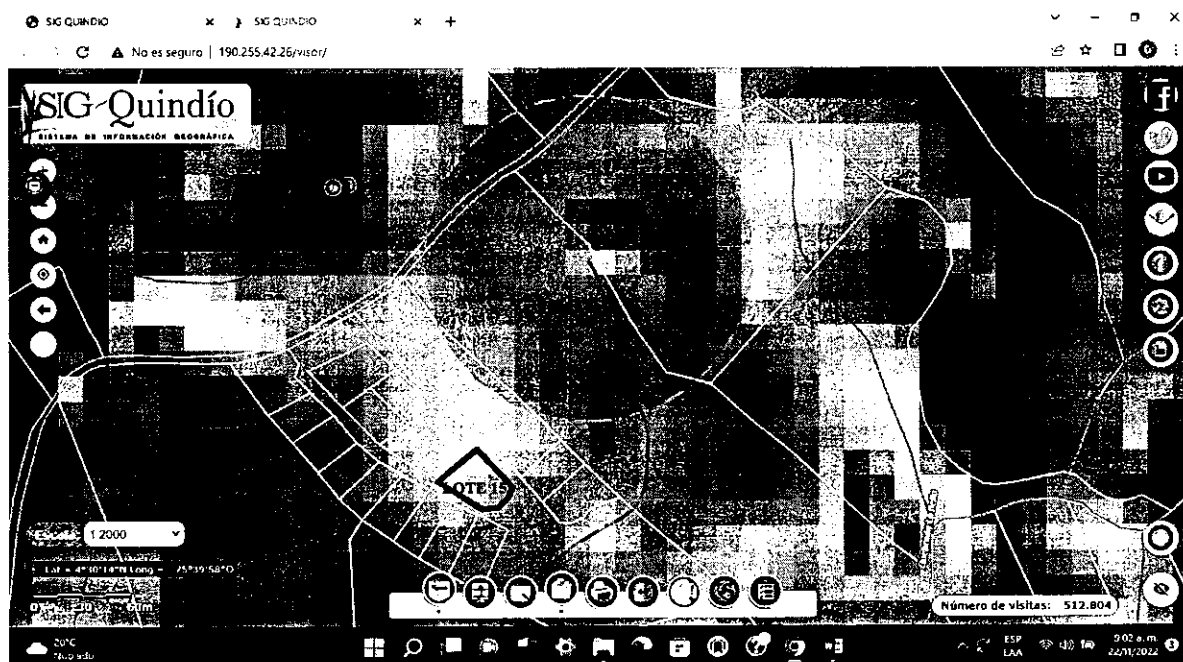 SIG QUINDIO
SIG QUINDIO
No es seguro | 190.255.42.26/visor/
SIG-Quindío
SISTEMA DE INFORMACIÓN GEOGRÁFICA
LOTE 15
1:2000
Número de visitas: 512.804
20°C
Nublado
ESP
LAA
9:02 a. m.
22/11/2022